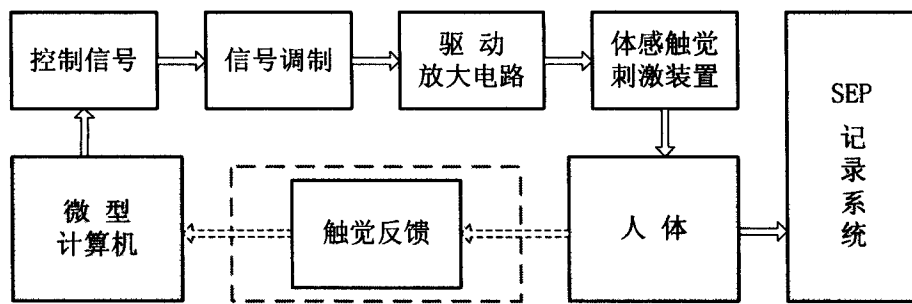 控制信号
信号调制
驱 动
放大电路
体感触觉
刺激装置
SEP
记
录
系
统
微 型
计算机
触觉反馈
人 体